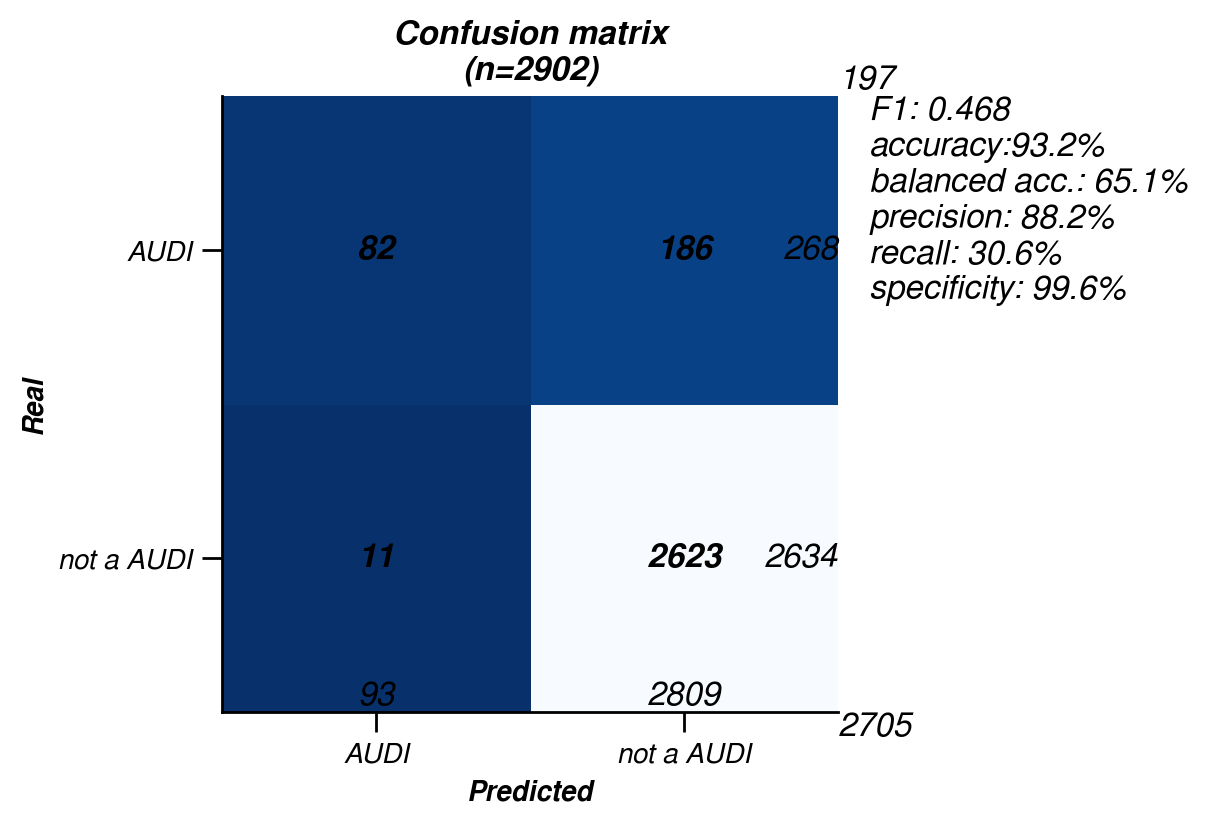 Confusion matrix
(n=2902)
197
F1: 0.468
accuracy:93.2%
balanced acc.: 65.1%
precision: 88.2%
recall: 30.6%
specificity: 99.6%
AUDI
82
186
268
Real
not a AUDI
11
2623
2634
93
2809
2705
AUDI
not a AUDI
Predicted